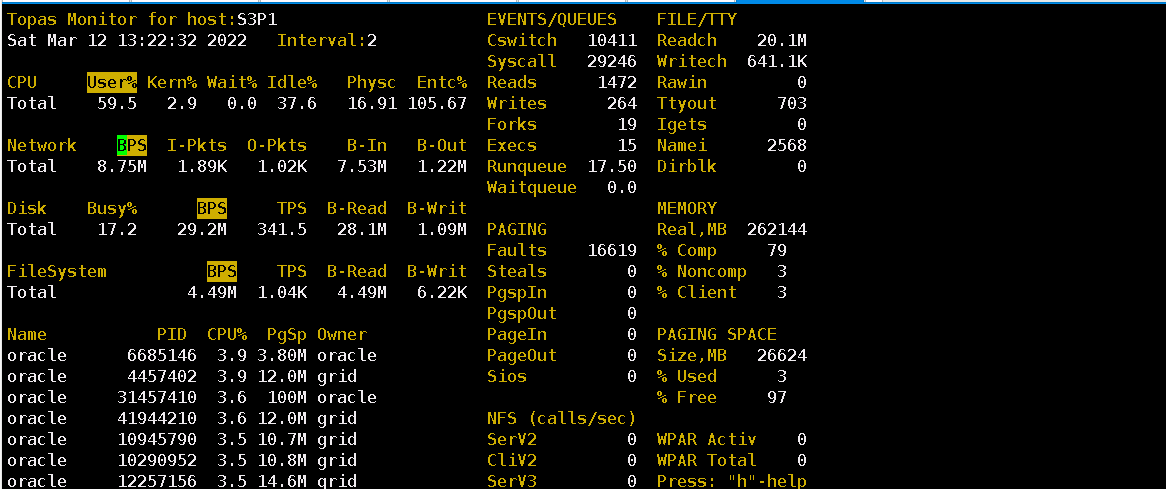 Topas Monitor for host:S3P1 EVENTS/QUEUES FILE/TTY
Sat Mar 12 13:22:32 2022 Interval:2 Cswitch 10411 Readch 20.1M
Syscall 29246 Writech 641.1K
CPU User% Kern% Wait% Idle% Physc Entc% Reads 1472 Rawin 0
Total 59.5 2.9 0.0 37.6 16.91 105.67 Writes 264 Ttyout 703
Forks 19 Igets 0
Network BPS I-Pkts O-Pkts B-In B-Out Execs 15 Namei 2568
Total 8.75M 1.89K 1.02K 7.53M 1.22M Runqueue 17.50 Dirblk 0
Waitqueue 0.0
Disk Busy% BPS TPS B-Read B-Writ MEMORY
Total 17.2 29.2M 341.5 28.1M 1.09M PAGING Real,MB 262144
Faults 16619 % Comp 79
FileSystem BPS TPS B-Read B-Writ Steals 0 % Noncomp 3
Total 4.49M 1.04K 4.49M 6.22K PgspIn 0 % Client 3
PgspOut 0
Name PID CPU% PgSp Owner PageIn 0 PAGING SPACE
oracle 6685146 3.9 3.80M oracle PageOut 0 Size,MB 26624
oracle 4457402 3.9 12.0M grid Sios 0 % Used 3
oracle 31457410 3.6 100M oracle % Free 97
oracle 41944210 3.6 12.0M grid NFS (calls/sec)
oracle 10945790 3.5 10.7M grid SerV2 0 WPAR Activ 0
oracle 10290952 3.5 10.8M grid CliV2 0 WPAR Total 0
oracle 12257156 3.5 14.6M grid SerV3 0 Press: "h"-help